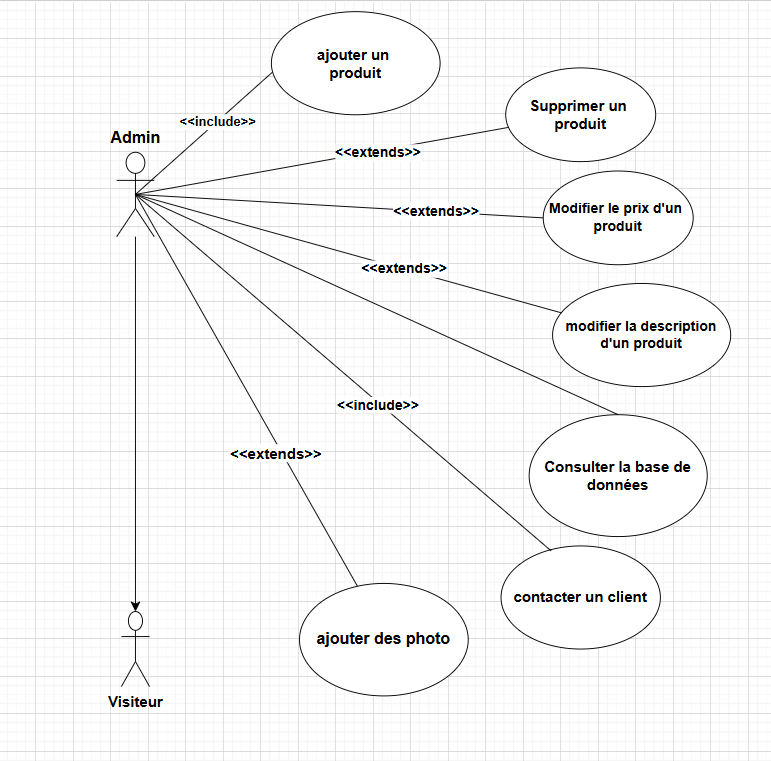 ajouter un
produit
Supprimer un
produit
<<include>>
Admin
<<extends>>
Modifier le prix d'un
produit
<<extends>>
<<extends>>
modifier la description
d'un produit
<<include>>
<<extends>>
Consulter la base de
données
contacter un client
ajouter des photo
Visiteur